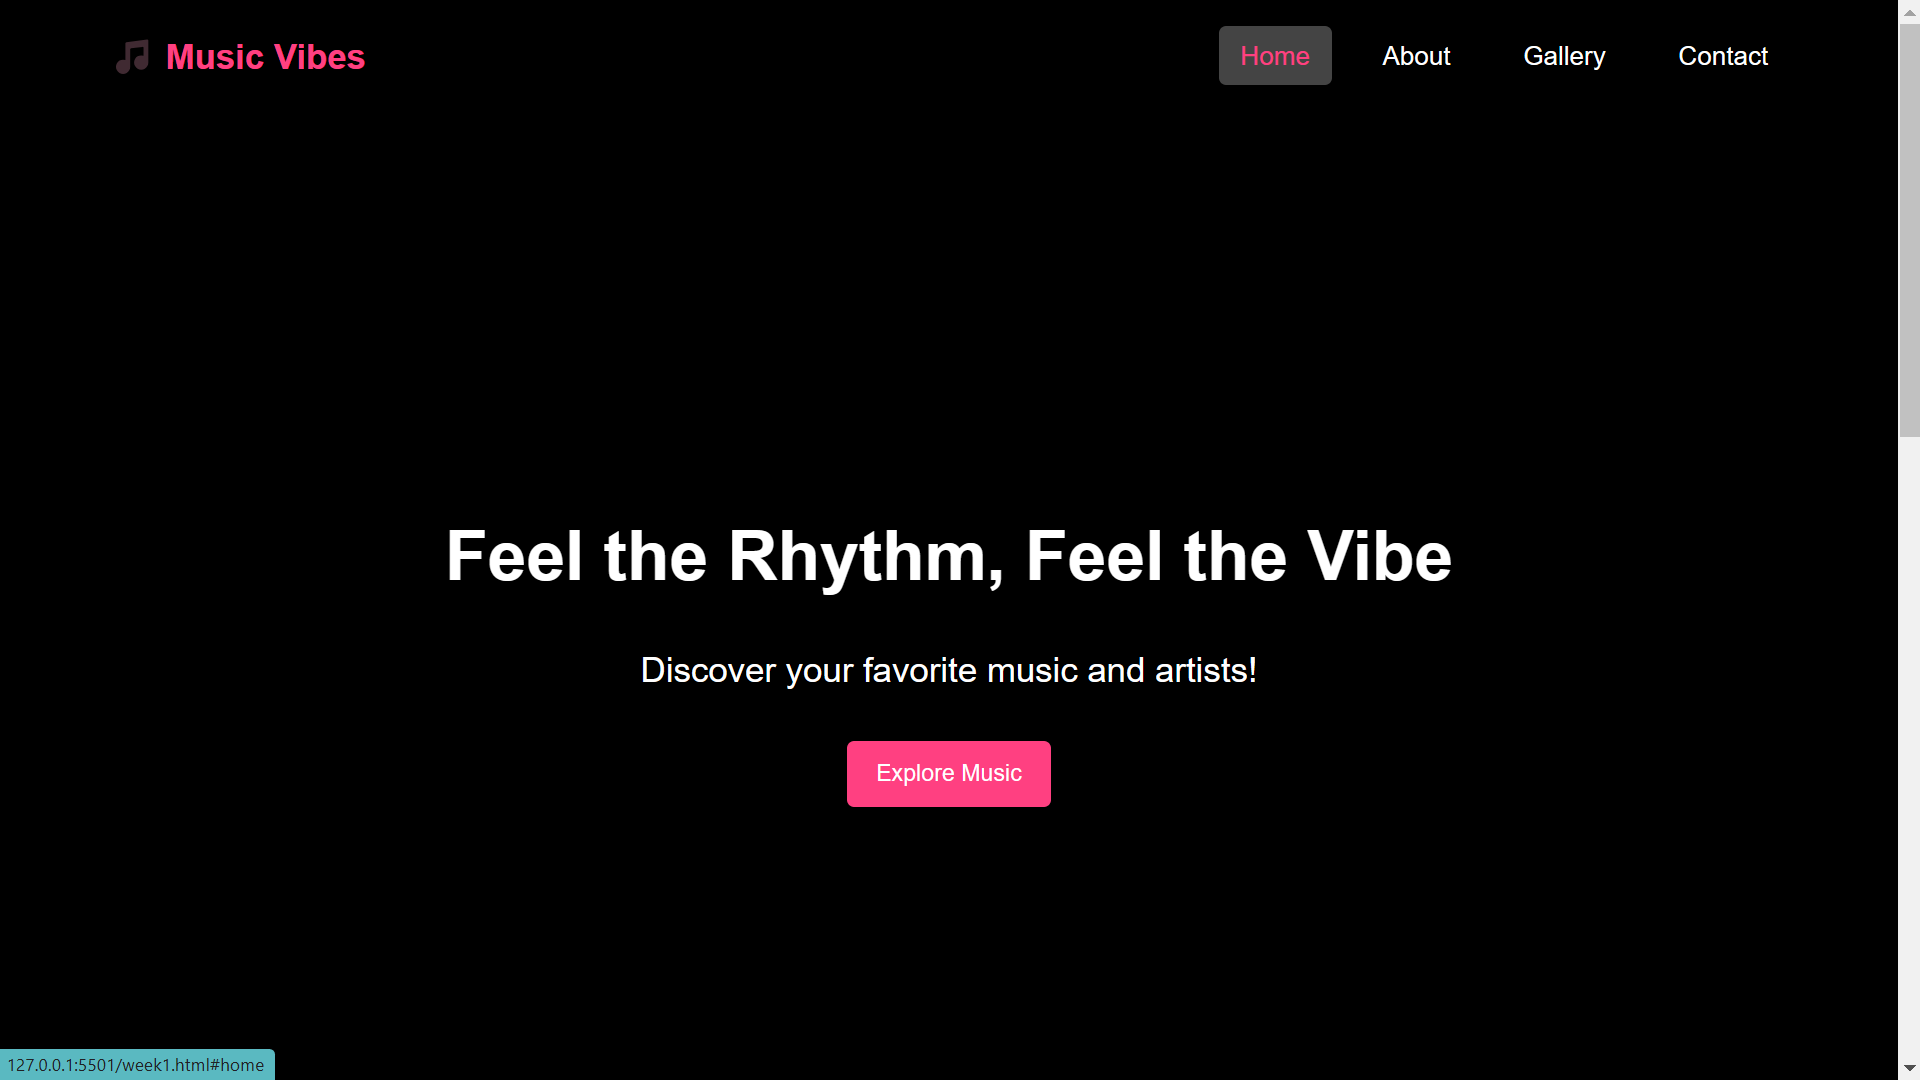 🎵 Music Vibes
Home
About
Gallery
Contact
Feel the Rhythm, Feel the Vibe
Discover your favorite music and artists!
Explore Music
127.0.0.1:5501/week1.html#home